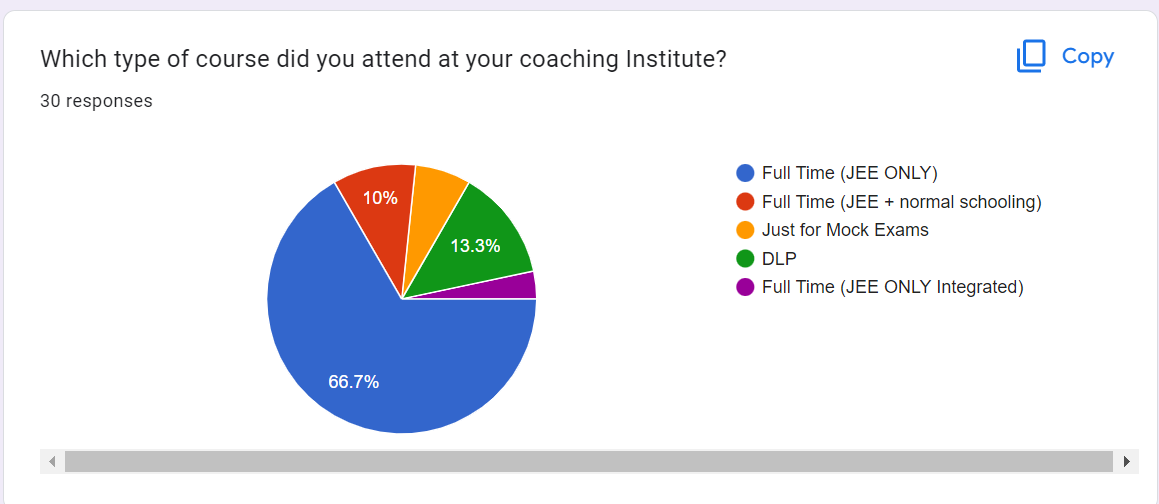 Which type of course did you attend at your coaching Institute?
Copy
30 responses
10%
13.3%
66.7%
Full Time (JEE ONLY)
Full Time (JEE + normal schooling)
Just for Mock Exams
DLP
Full Time (JEE ONLY Integrated)